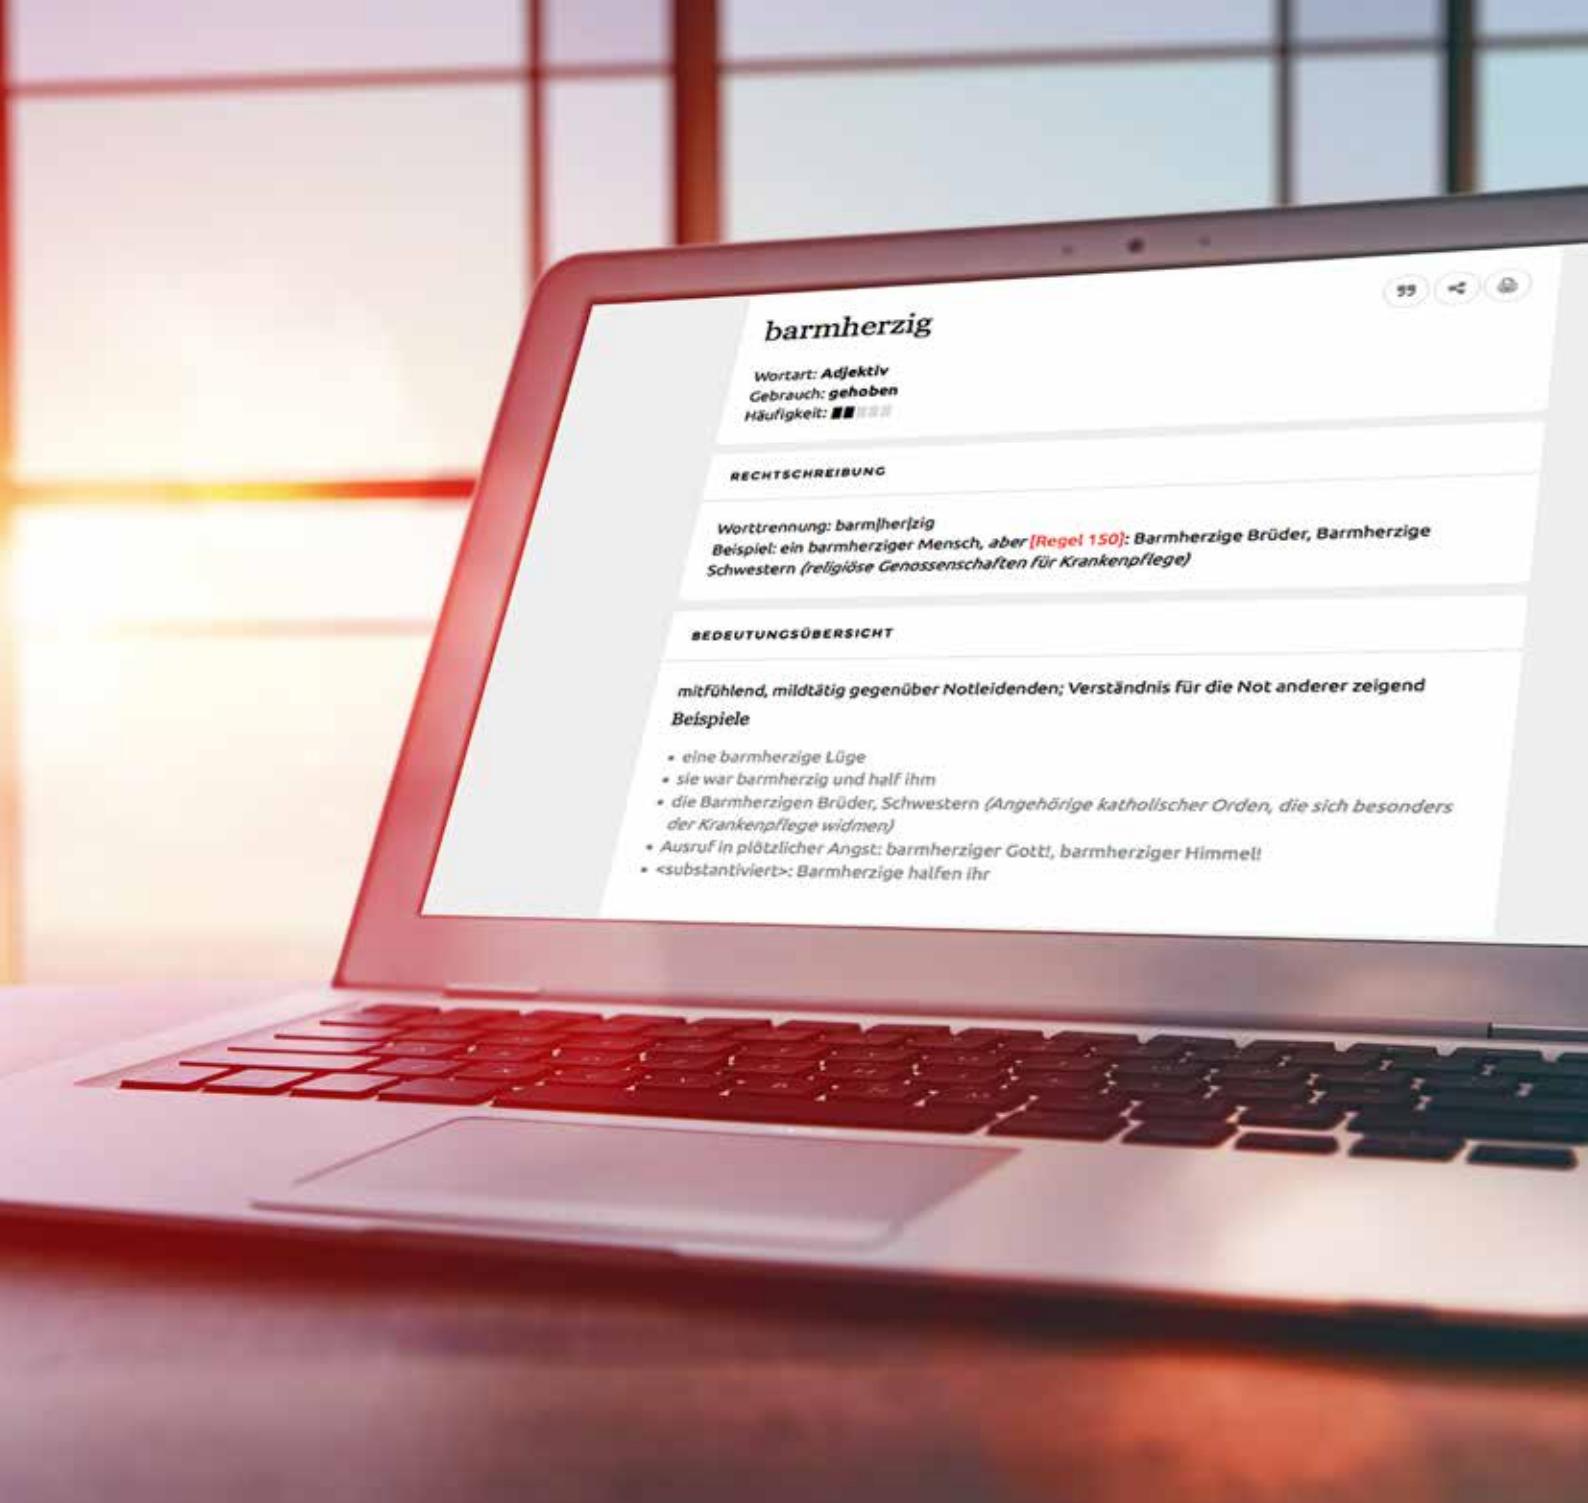 barmherzig
Wortart: Adjektiv
Gebrauch: gehoben
Häufigkeit:
RECHTSCHREIBUNG
Worttrennung: barm|her|zig
Beispiel: ein barmherziger Mensch, aber [Regel 150]: Barmherzige Brüder, Barmherzige
Schwestern (religiöse Genossenschaften für Krankenpflege)
BEDEUTUNGSÜBERSICHT
mitfühlend, mildtätig gegenüber Notleidenden; Verständnis für die Not anderer zeigend
Beispiele
• eine barmherzige Lüge
• sie war barmherzig und half ihm
• die Barmherzigen Brüder, Schwestern (Angehörige katholischer Orden, die sich besonders
der Krankenpflege widmen)
• Ausruf in plötzlicher Angst: barmherziger Gott!, barmherziger Himmel!
• <substantiviert>: Barmherzige halfen ihr